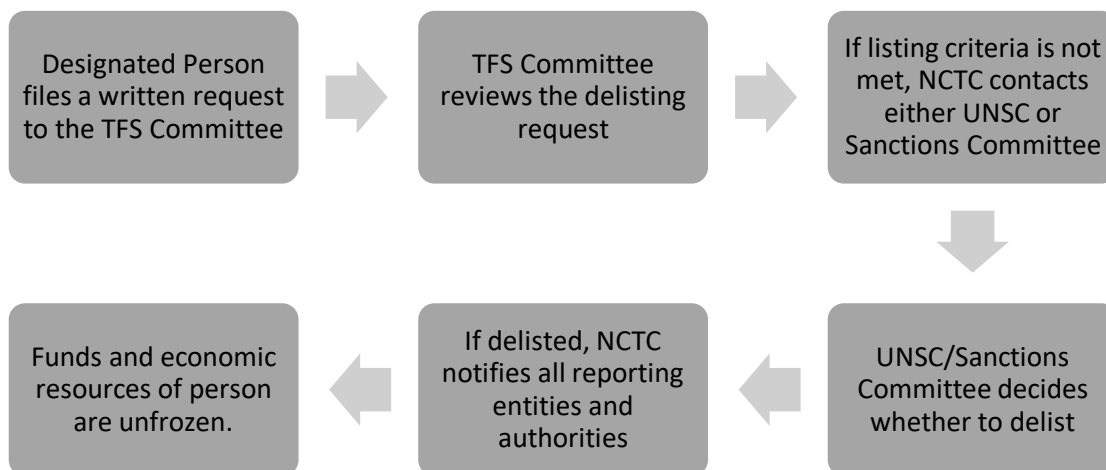 Designated Person
files a written request
to the TFS Committee
TFS Committee
reviews the delisting
request
If listing criteria is not
met, NCTC contacts
either UNSC or
Sanctions Committee
UNSC/Sanctions
Committee decides
whether to delist
If delisted, NCTC
notifies all reporting
entities and
authorities
Funds and economic
resources of person
are unfrozen.